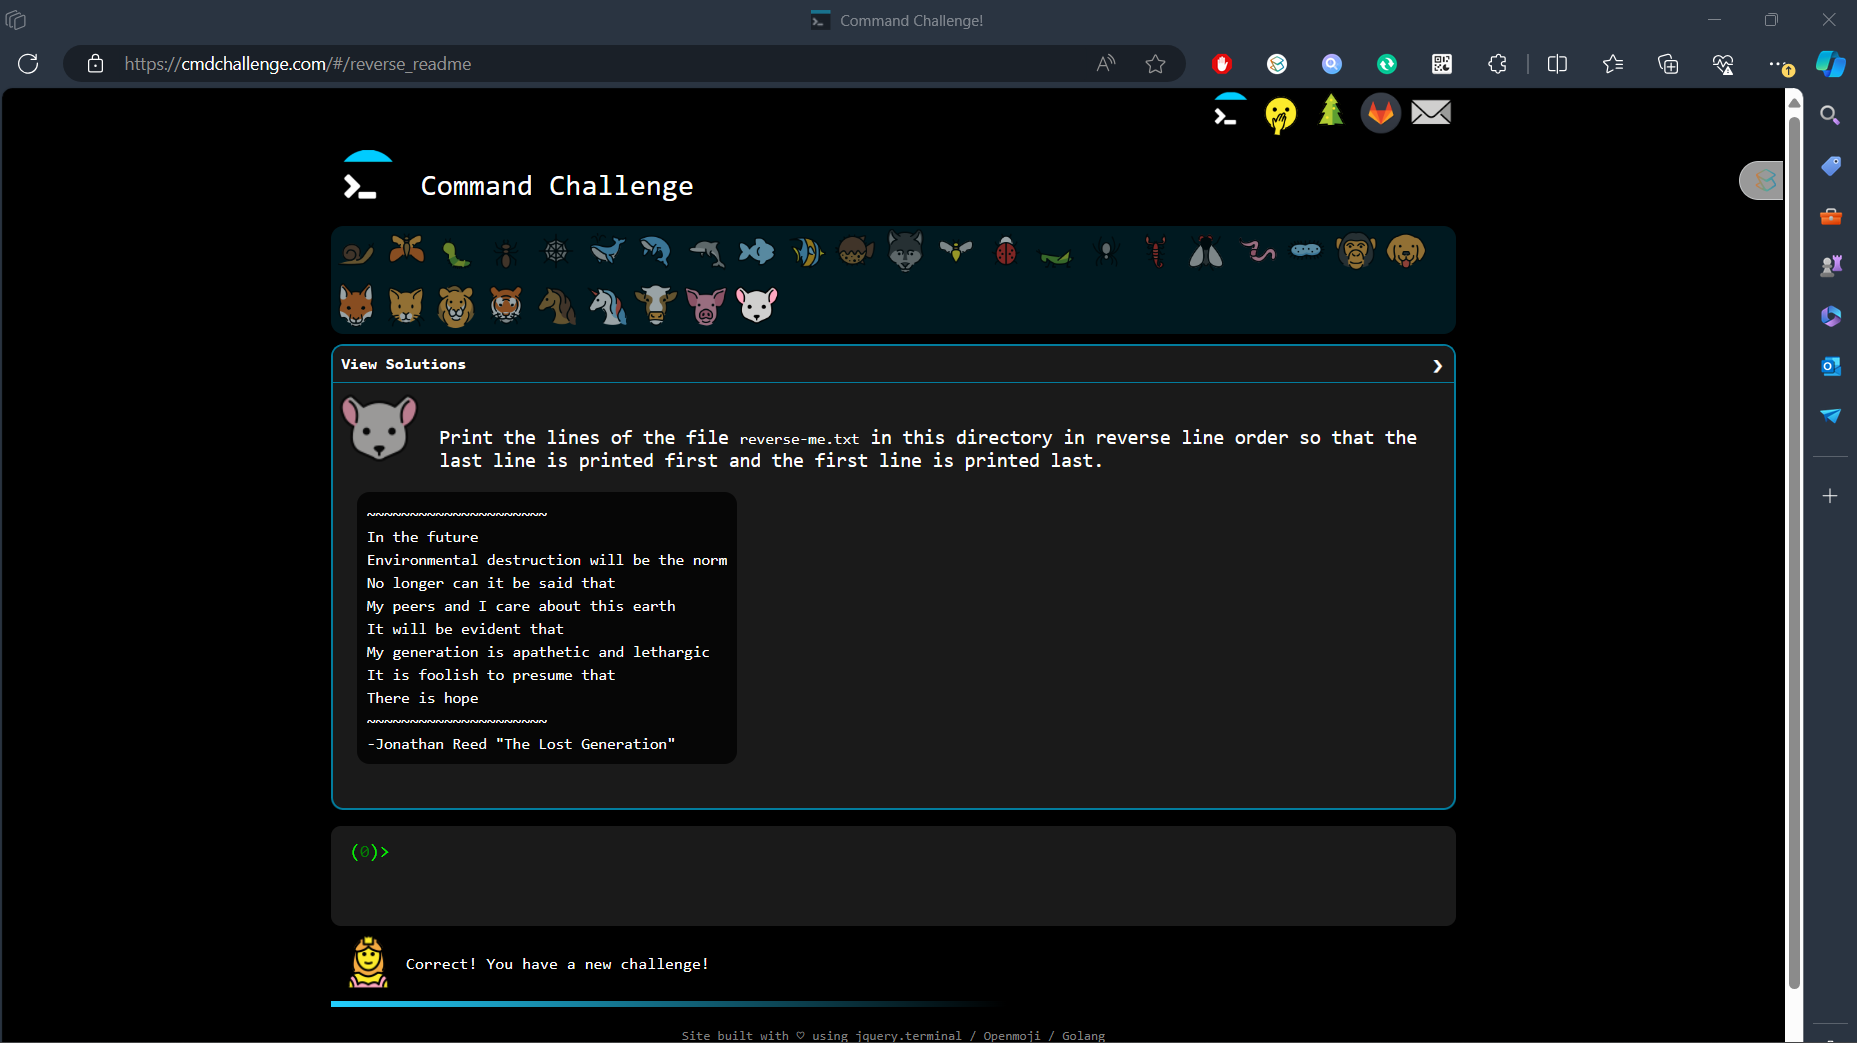 Command Challenge!
https://cmdchallenge.com/#/reverse_readme
Command Challenge
View Solutions
Print the lines of the file reverse-me.txt in this directory in reverse line order so that the
last line is printed first and the first line is printed last.
~~~~~~~~~~~~~~~~~~~~~
In the future
Environmental destruction will be the norm
No longer can it be said that
My peers and I care about this earth
It will be evident that
My generation is apathetic and lethargic
It is foolish to presume that
There is hope
~~~~~~~~~~~~~~~~~~~~~
-Jonathan Reed "The Lost Generation"
(0)>
Correct! You have a new challenge!
Site built with ♡ using jquery.terminal / Openmoji / Golang